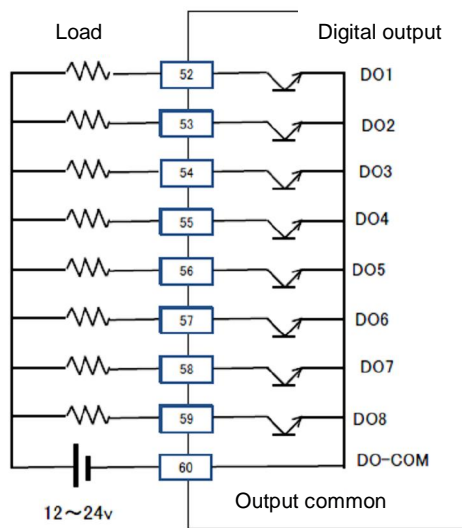 Load Digital output
52 DO1
53 DO2
54 DO3
55 DO4
56 DO5
57 DO6
58 DO7
59 DO8
60 DO-COM
12～24v Output common